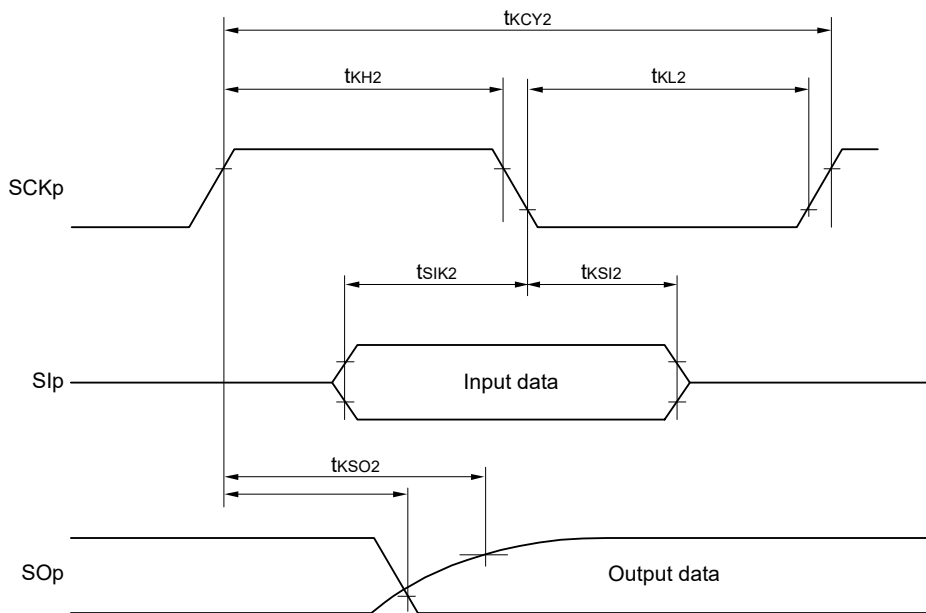 tKCY2
tKH2
tKL2
SCKp
tSIK2
tKSI2
SIp
Input data
tKSO2
SOp
Output data